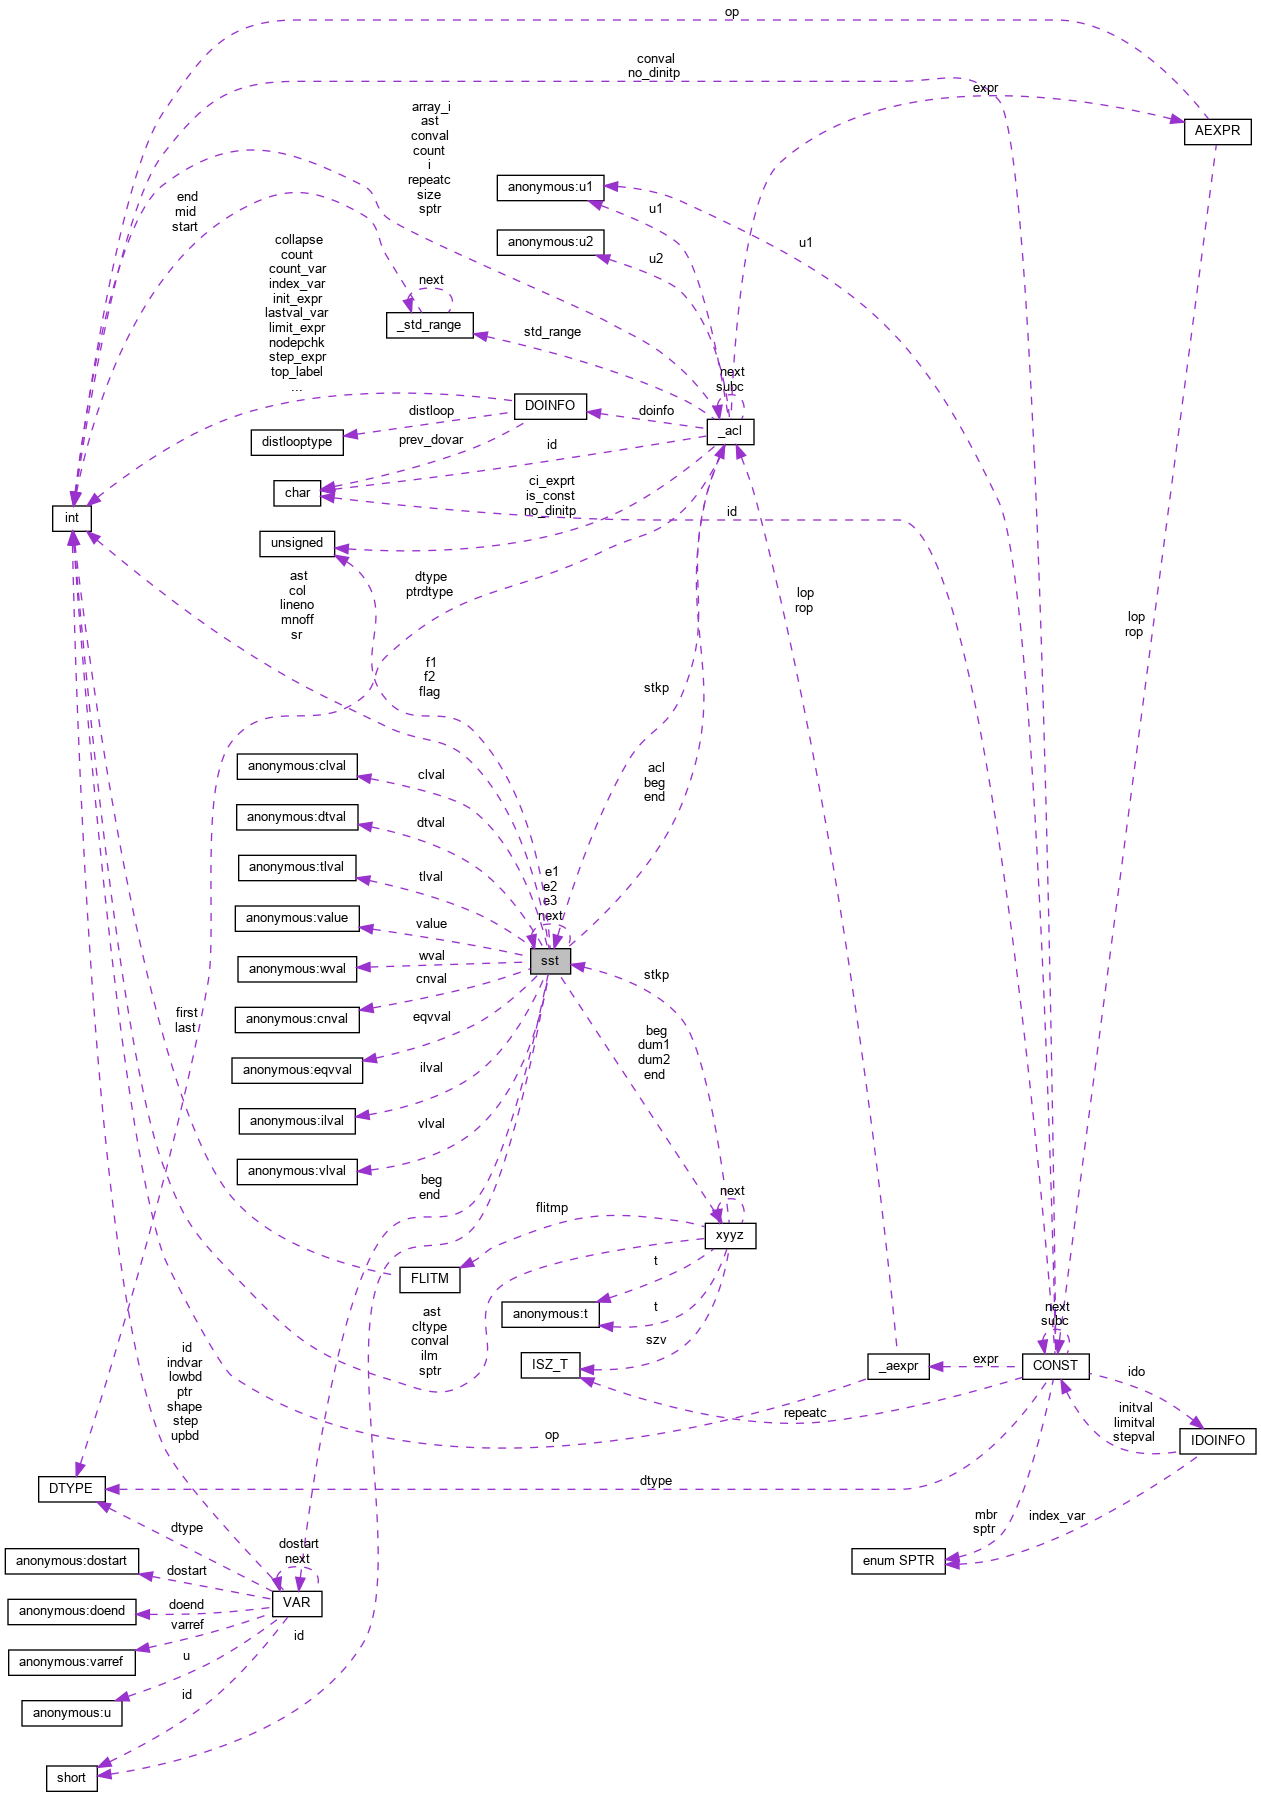 op
conval
no_dinitp
expr
AEXPR
array_i
ast
conval
count
i
repeatc
size
sptr
anonymous:u1
u1
u1
anonymous:u2
u2
end
mid
start
collapse
count
count_var
index_var
init_expr
lastval_var
limit_expr
nodepchk
step_expr
top_label
...
next
_std_range
std_range
next
subc
DOINFO
doinfo
_acl
distloop
distlooptype
prev_dovar
id
char
ci_exprt
is_const
no_dinitp
id
int
unsigned
ast
col
lineno
mnoff
sr
dtype
ptrdtype
lop
rop
lop
rop
f1
f2
flag
stkp
anonymous:clval
clval
acl
beg
end
anonymous:dtval
dtval
anonymous:tlval
tlval
e1
e2
e3
next
anonymous:value
value
sst
anonymous:wval
wval
anonymous:cnval
cnval
stkp
first
last
eqvval
anonymous:eqvval
beg
dum1
dum2
end
ilval
anonymous:ilval
vlval
anonymous:vlval
beg
end
next
flitmp
xyyz
FLITM
t
anonymous:t
t
ast
cltype
conval
ilm
sptr
szv
ISZ_T
next
subc
_aexpr
expr
CONST
ido
id
indvar
lowbd
ptr
shape
step
upbd
repeatc
initval
limitval
stepval
IDOINFO
op
DTYPE
dtype
dtype
mbr
sptr
index_var
enum SPTR
dostart
next
anonymous:dostart
dostart
VAR
anonymous:doend
doend
varref
id
anonymous:varref
u
id
anonymous:u
short